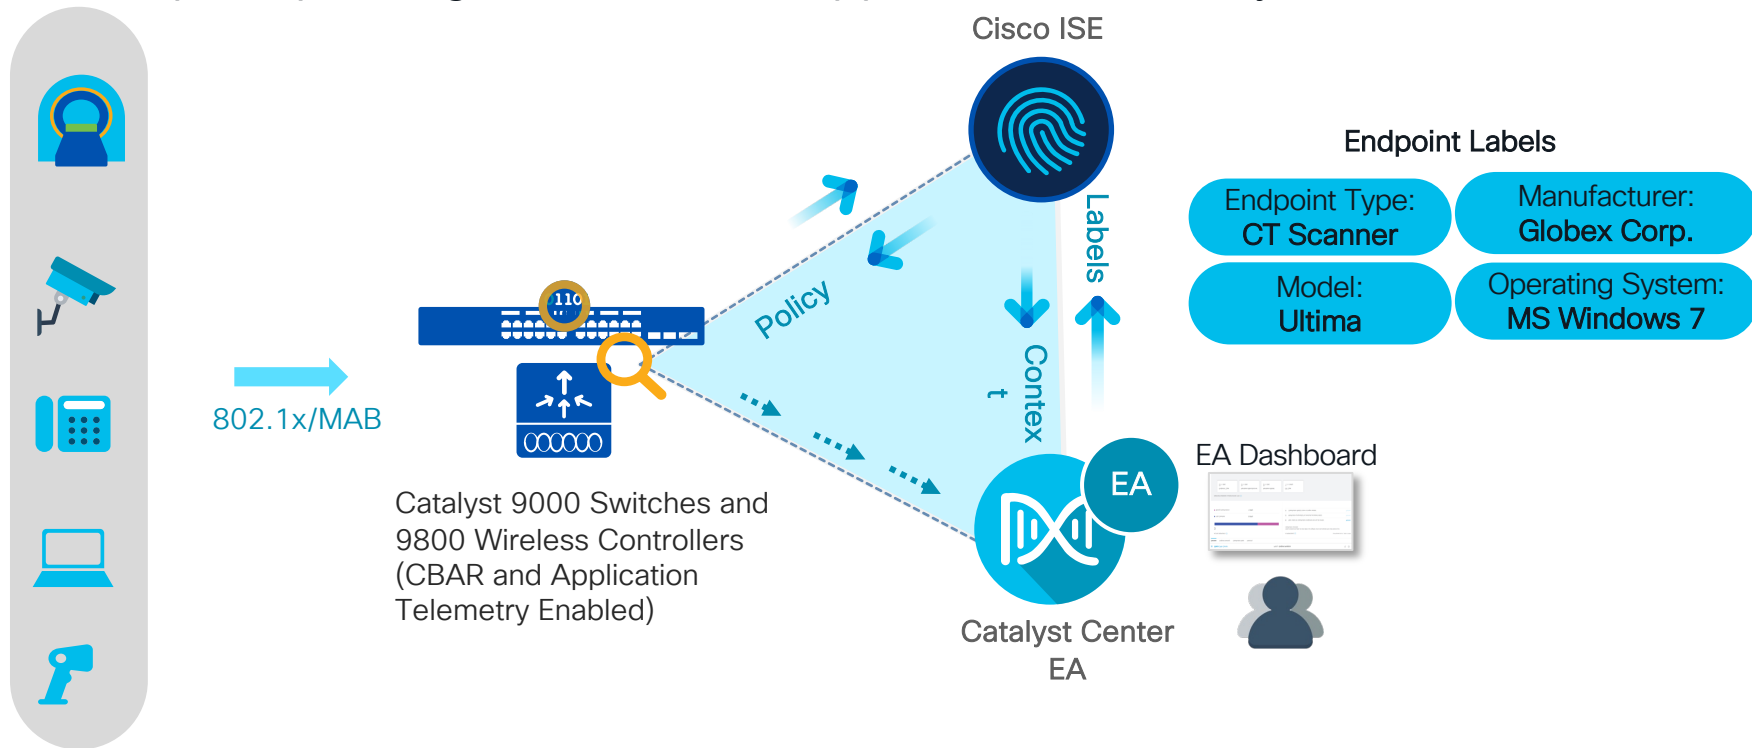 Cisco ISE
Endpoint Labels
Endpoint Type:
CT Scanner
Manufacturer:
Globex Corp.
Model:
Ultima
Operating System:
MS Windows 7
Labels
Policy
Contex
t
110
802.1x/MAB
Catalyst 9000 Switches and
9800 Wireless Controllers
(CBAR and Application
Telemetry Enabled)
EA
EA Dashboard
Catalyst Center
EA